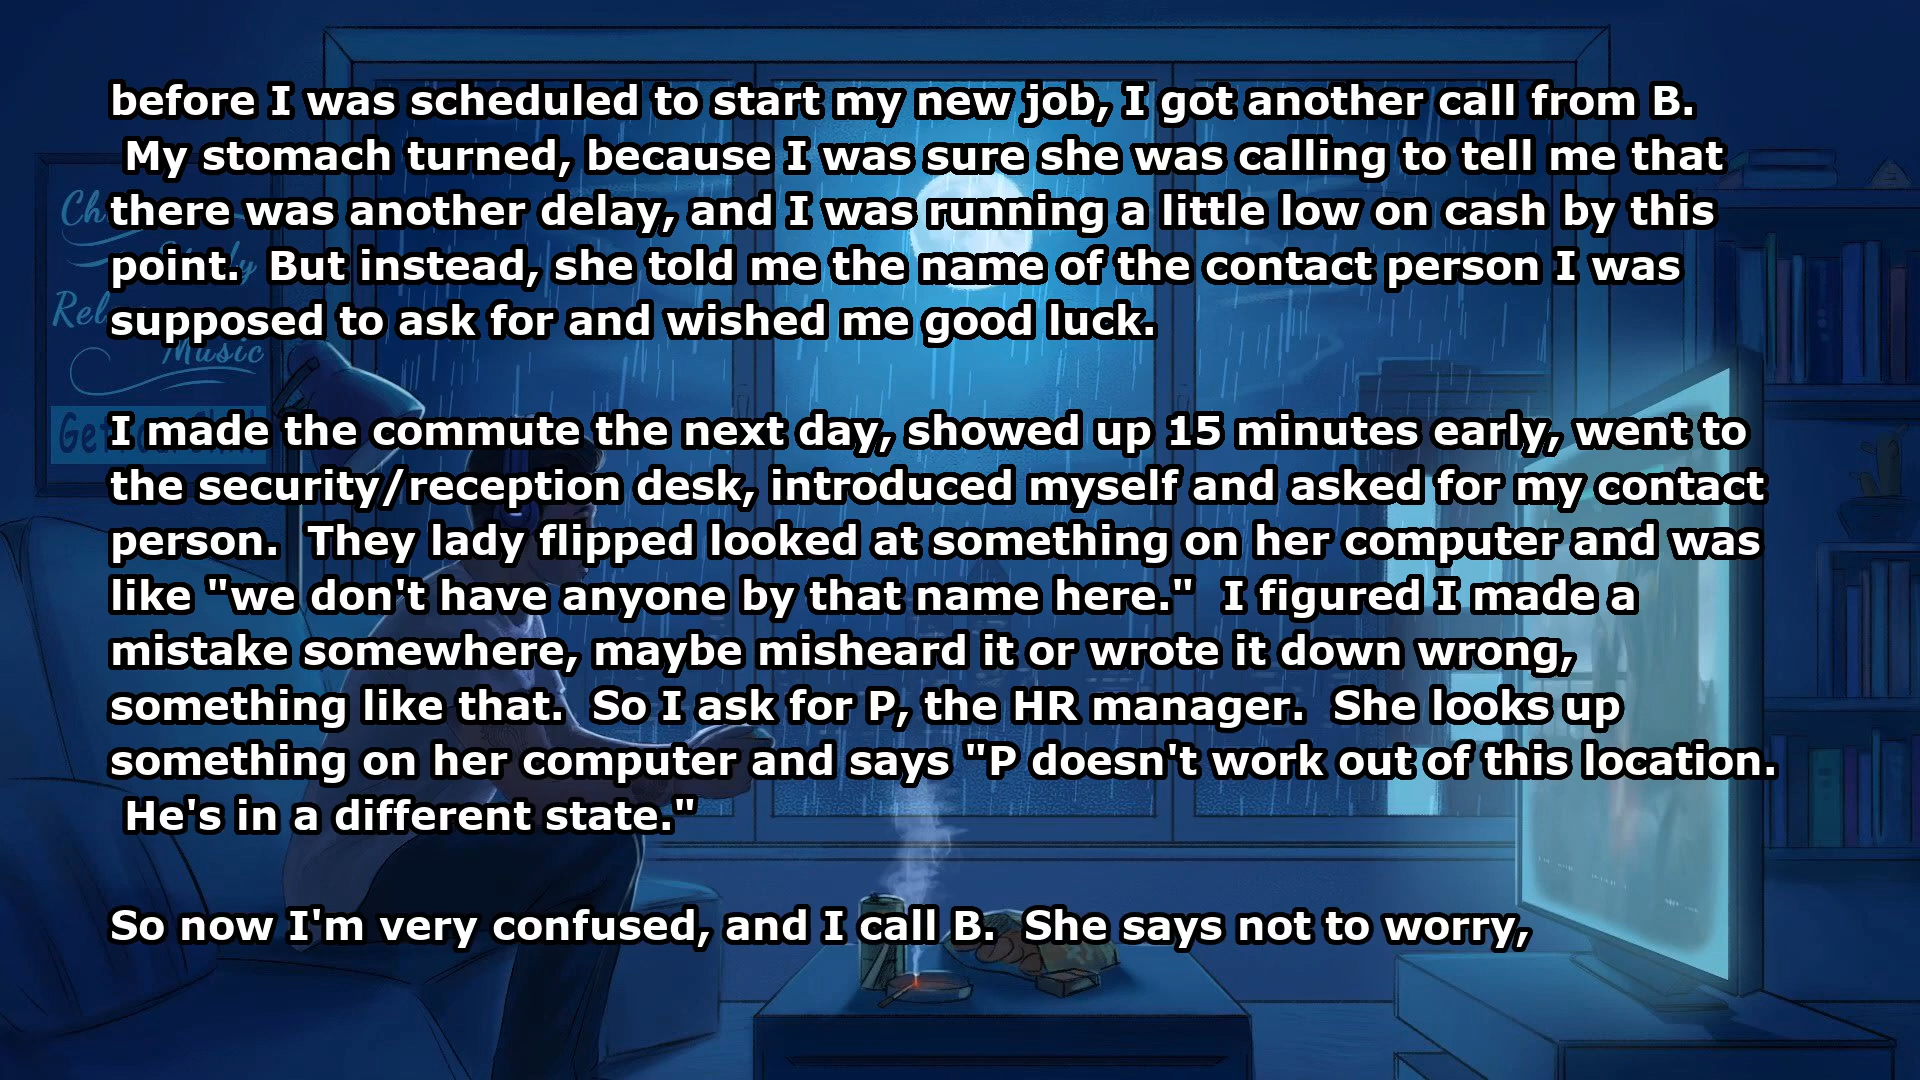 before I was scheduled to start my new job, I got another call from B.
My stomach turned, because I was sure she was calling to tell me that
there was another delay, and I was running a little low on cash by this
point.  But instead, she told me the name of the contact person I was
supposed to ask for and wished me good luck.
I made the commute the next day, showed up 15 minutes early, went to
the security/reception desk, introduced myself and asked for my contact
person.  They lady flipped looked at something on her computer and was
like "we don't have anyone by that name here."  I figured I made a
mistake somewhere, maybe misheard it or wrote it down wrong,
something like that.  So I ask for P, the HR manager.  She looks up
something on her computer and says "P doesn't work out of this location.
He's in a different state."
So now I'm very confused, and I call B.  She says not to worry,
Music